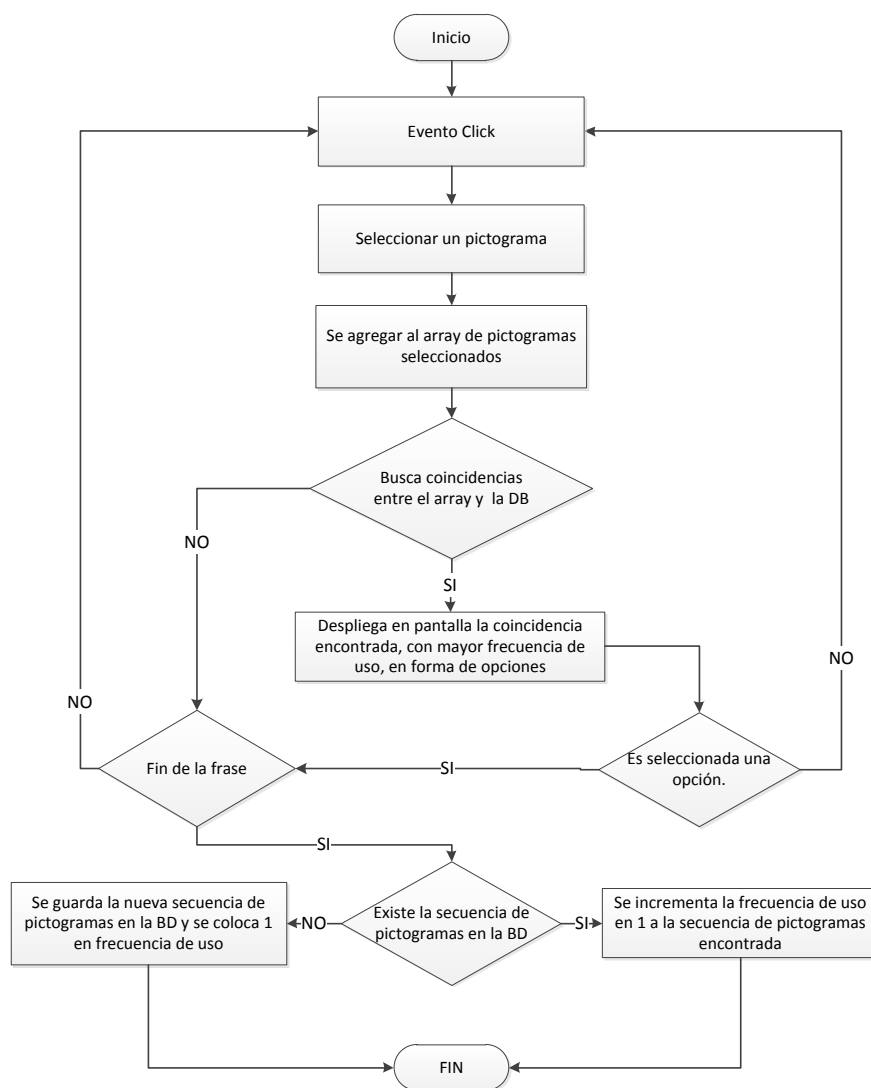 Inicio
Evento Click
Seleccionar un pictograma
Se agregar al array de pictogramas
seleccionados
Busca coincidencias
entre el array y  la DB
NO
SI
Despliega en pantalla la coincidencia
encontrada, con mayor frecuencia de
uso, en forma de opciones
NO
NO
Fin de la frase
SI
Es seleccionada una
opción.
SI
Se guarda la nueva secuencia de
pictogramas en la BD y se coloca 1
en frecuencia de uso
NO
Existe la secuencia de
pictogramas en la BD
SI
Se incrementa la frecuencia de uso
en 1 a la secuencia de pictogramas
encontrada
FIN